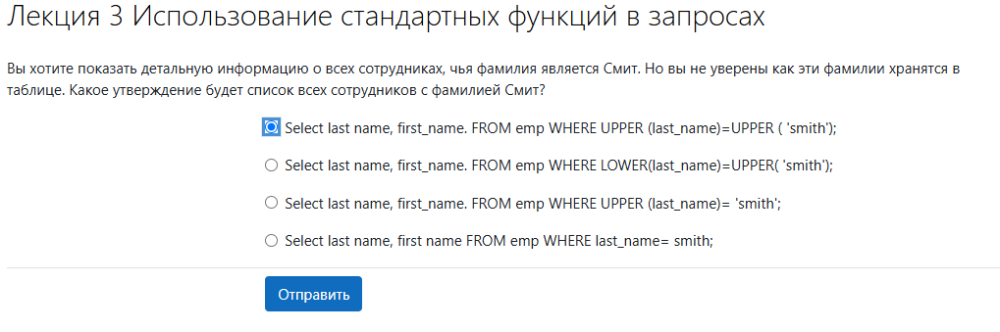 Лекция 3 Использование стандартных функций в запросах
Вы хотите показать детальную информацию о всех сотрудниках, чья фамилия является Смит. Но вы не уверены как эти фамилии хранятся в
таблице. Какое утверждение будет список всех сотрудников с фамилией Смит?
Select last name, first_name. FROM emp WHERE UPPER (last_name)=UPPER ( 'smith');
Select last name, first_name. FROM emp WHERE LOWER(last_name)=UPPER( 'smith');
Select last name, first_name. FROM emp WHERE UPPER (last_name)= 'smith';
Select last name, first name FROM emp WHERE last_name= smith;
Отправить